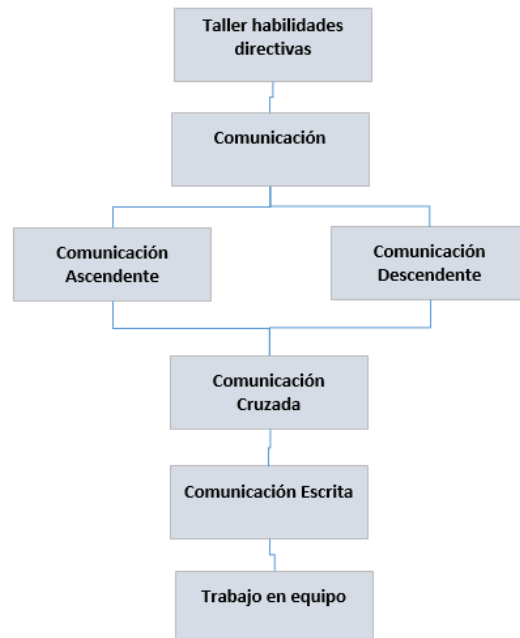 Taller habilidades
directivas
Comunicación
Comunicación
Ascendente
Comunicación
Descendente
Comunicación
Cruzada
Comunicación Escrita
Trabajo en equipo